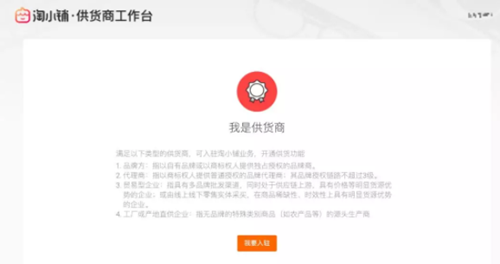 淘小铺·供货商工作台
我是供货商
满足以下类型的供货商，可入驻淘小铺业务，开通供货功能
1. 品牌方：指以自有品牌或以商标权人提供独占授权的品牌商。
2. 代理商：指以商标权人提供普通授权的品牌代理商；其品牌授权链路不超过3级。
3. 贸易型企业：指具有多品牌批发渠道，同时处于供应链上游，具有价格等明显货源优
势的企业，或由线上线下零售实体采买，在商品稀缺性、时效性上具有明显货源优势
的企业。
4. 工厂或产地直供企业：指无品牌的特殊类别商品（如农产品等）的源头生产商
我要入驻